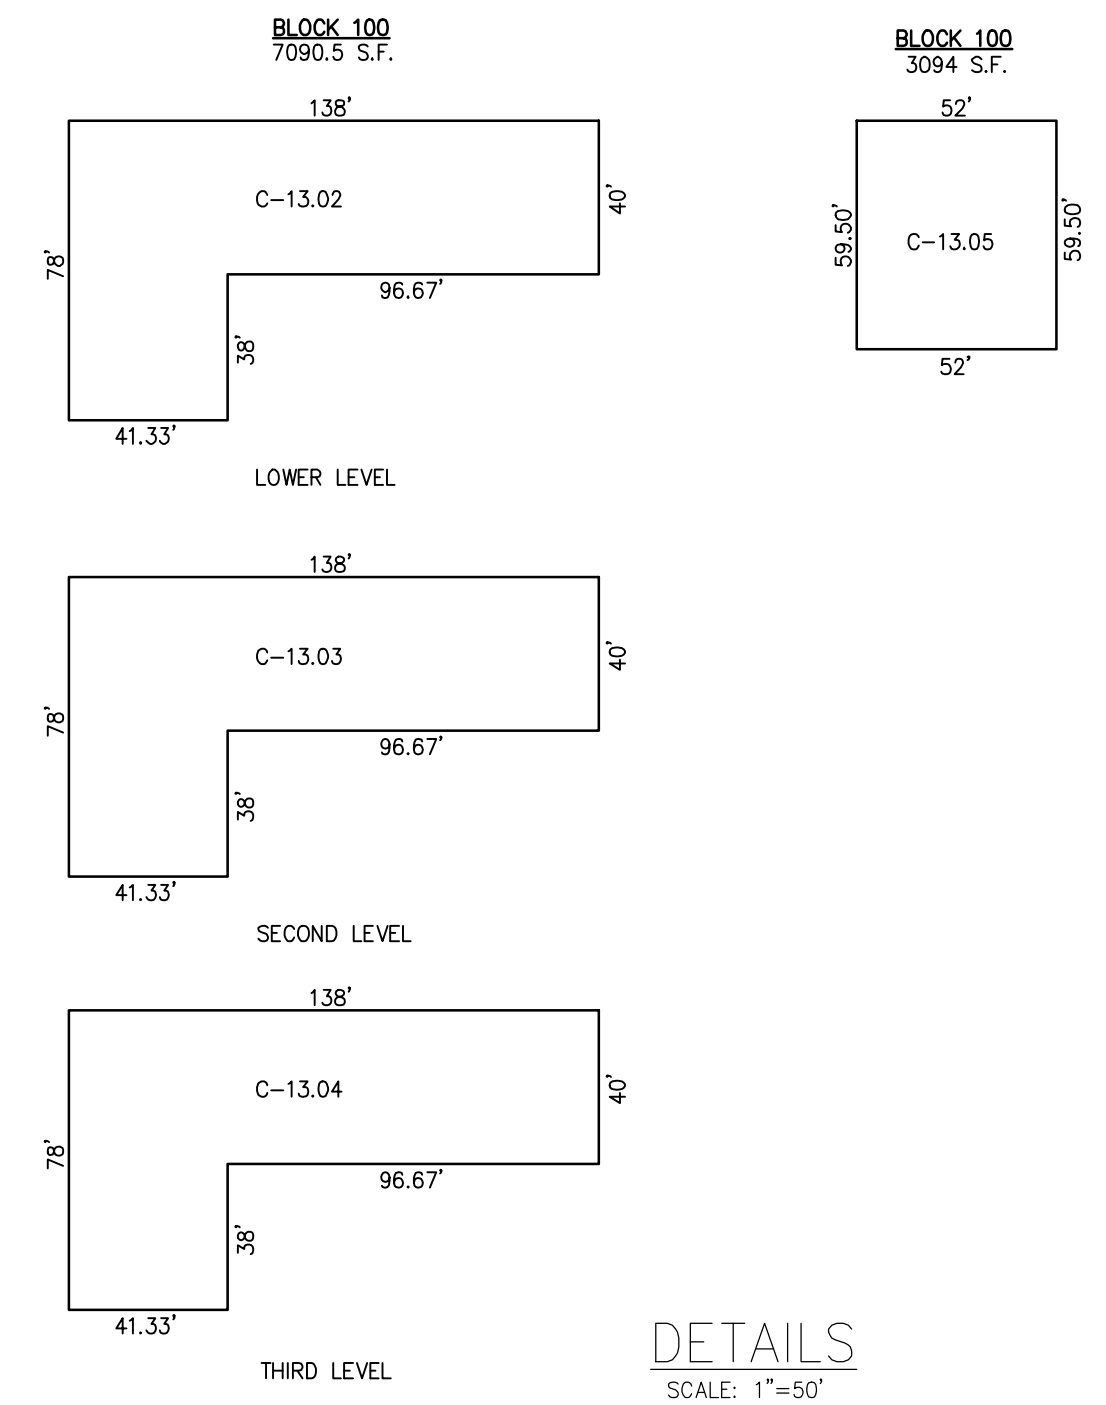 BLOCK 100
7090.5 S.F.
138'
C-13.02
40'
78'
96.67'
38'
41.33'
LOWER LEVEL
BLOCK 100
3094 S.F.
52'
59.50'
C-13.05
59.50'
52'
138'
C-13.03
40'
78'
96.67'
38'
41.33'
SECOND LEVEL
138'
C-13.04
40'
78'
96.67'
38'
41.33'
THIRD LEVEL
DETAILS
SCALE: 1"=50'